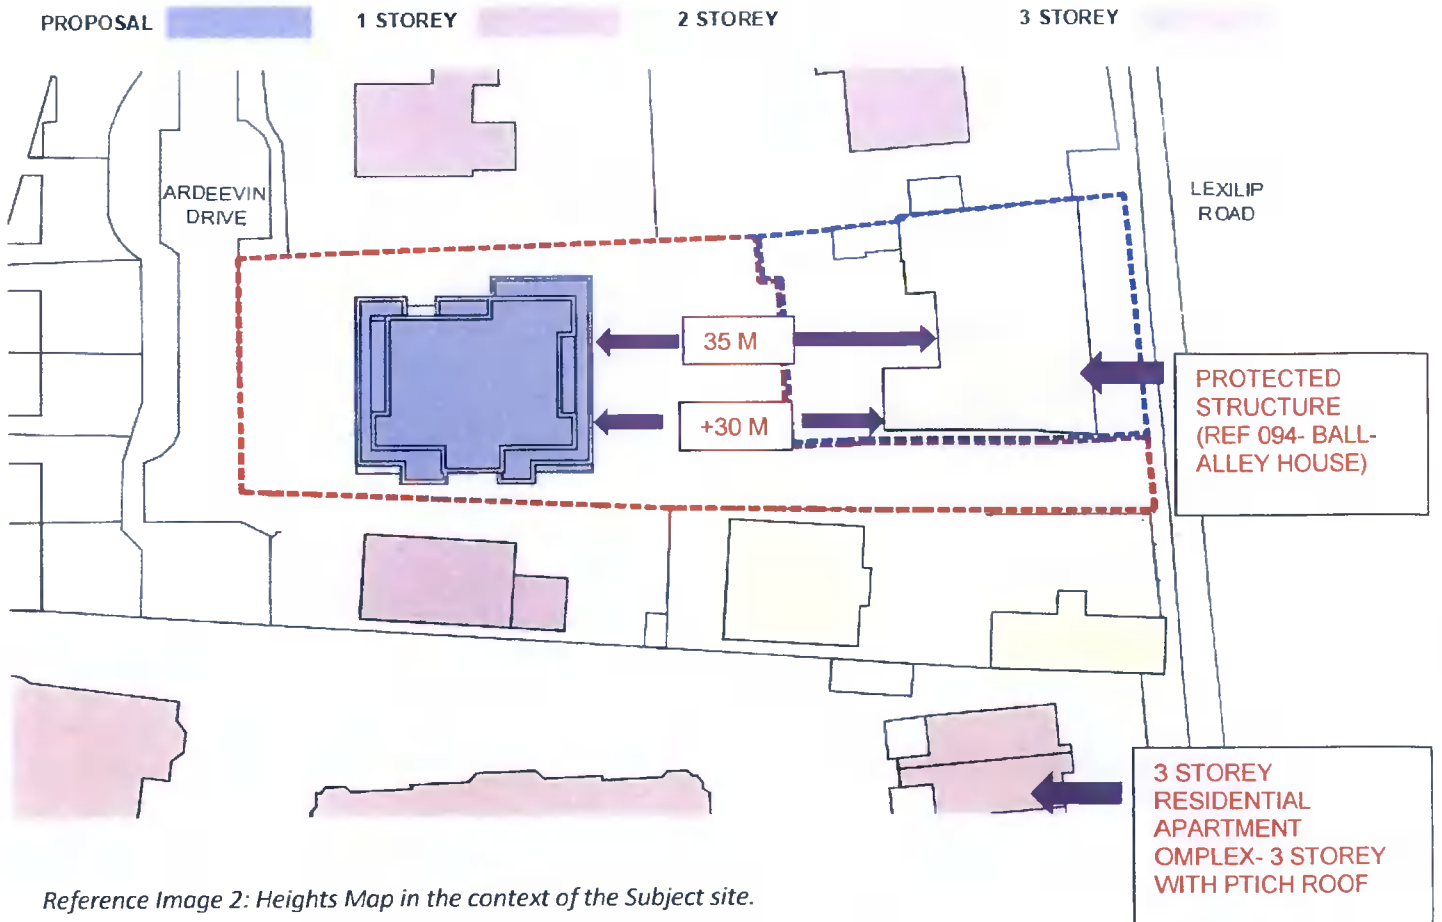 PROPOSAL 1 STOREY 2 STOREY 3 STOREY
ARDEEVIN
DRIVE
LEXILIP
ROAD
35 M
+30 M
PROTECTED
STRUCTURE
(REF 094- BALL-
ALLEY HOUSE)
3 STOREY
RESIDENTIAL
APARTMENT
OMPLEX- 3 STOREY
WITH PTICH ROOF
Reference Image 2: Heights Map in the context of the Subject site.